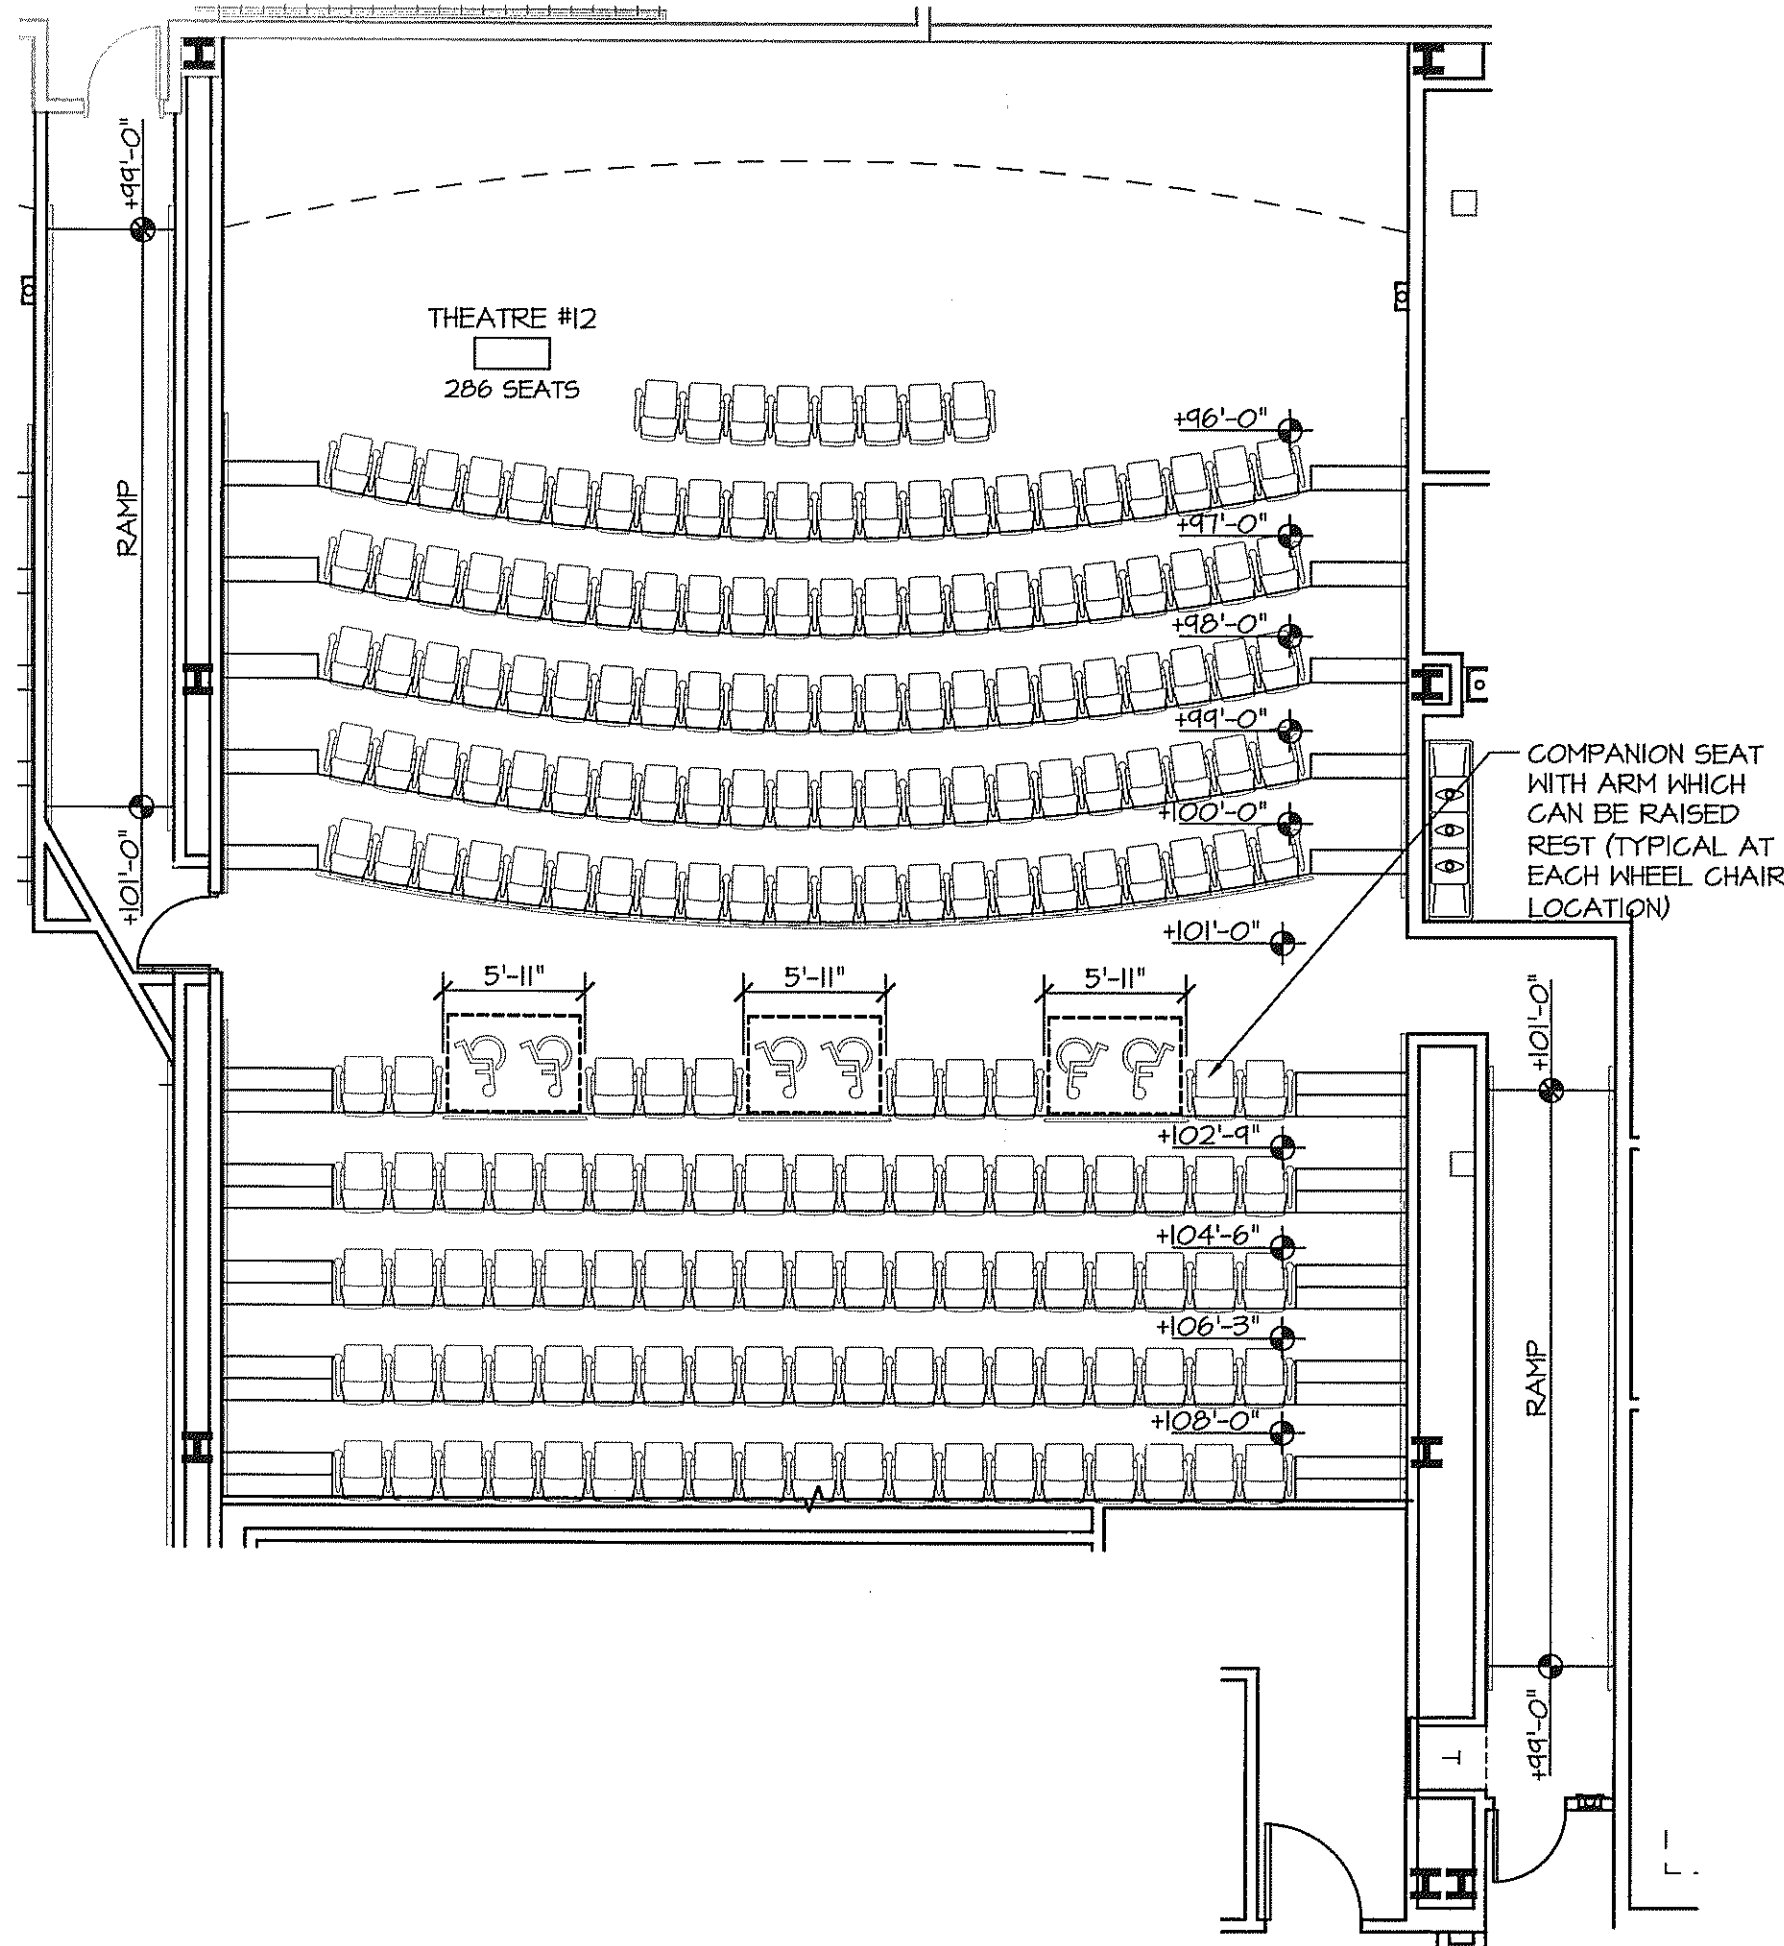 +99'-0"
THEATRE #12
286 SEATS
+96'-0"
RAMP
+97'-0"
+98'-0"
+99'-0"
COMPANION SEAT
WITH ARM WHICH
CAN BE RAISED
REST (TYPICAL AT
EACH WHEEL CHAIR
LOCATION)
+100'-0"
+101'-0"
+101'-0"
5'-11"
5'-11"
5'-11"
+101'-0"
+102'-9"
+104'-6"
+106'-3"
RAMP
+108'-0"
+99'-0"
T